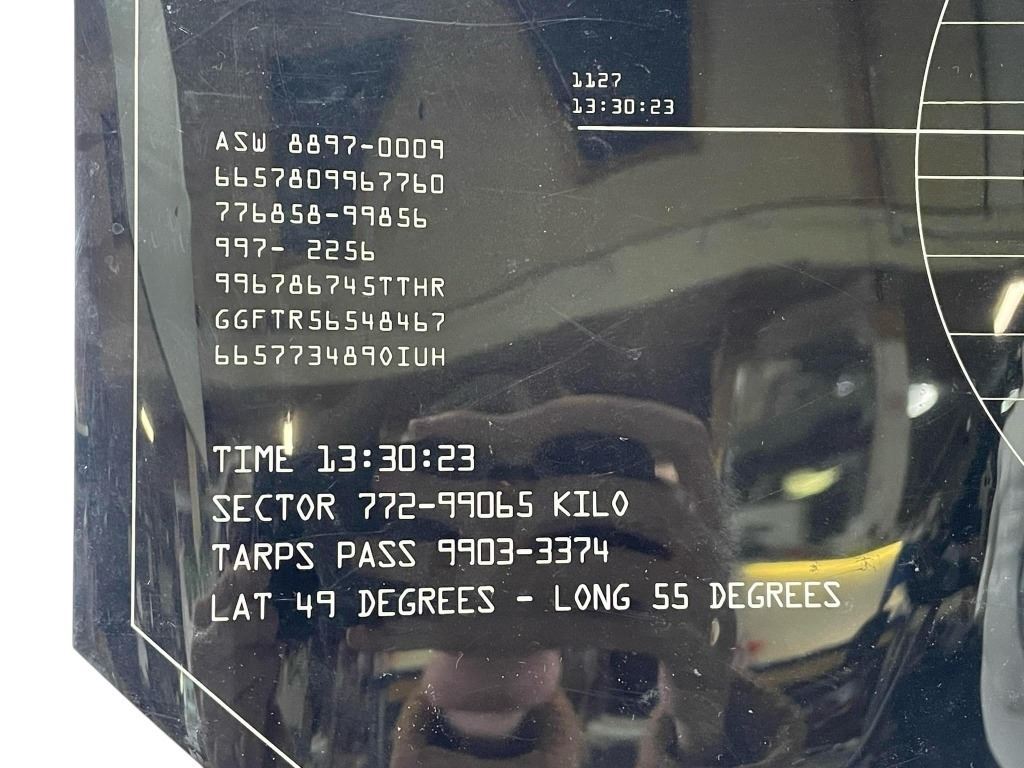 1127
13:30:23
ASW 8897-0009
6657809967760
776858-99856
997- 2256
996786745TTHR
GGFTR56548467
6657734890IUH
TIME 13:30:23
SECTOR 772-99065 KILO
TARPS PASS 9903-3374
LAT 49 DEGREES - LONG 55 DEGREES